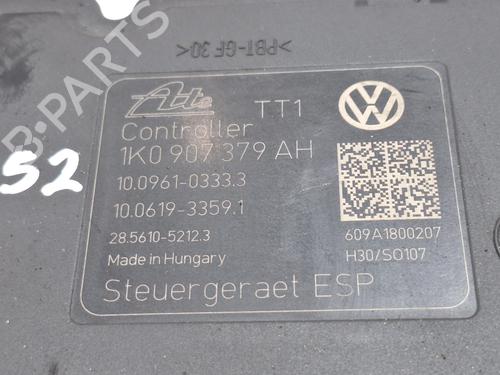 >PBT-GF30<
B-PARTS
Ate TT1
Controller
1K0 907 379 AH
10.0961-0333.3
10.0619-3359.1
28.5610-5212.3 609A1800207
Made in Hungary H30/SO107
Steuergeraet ESP
52